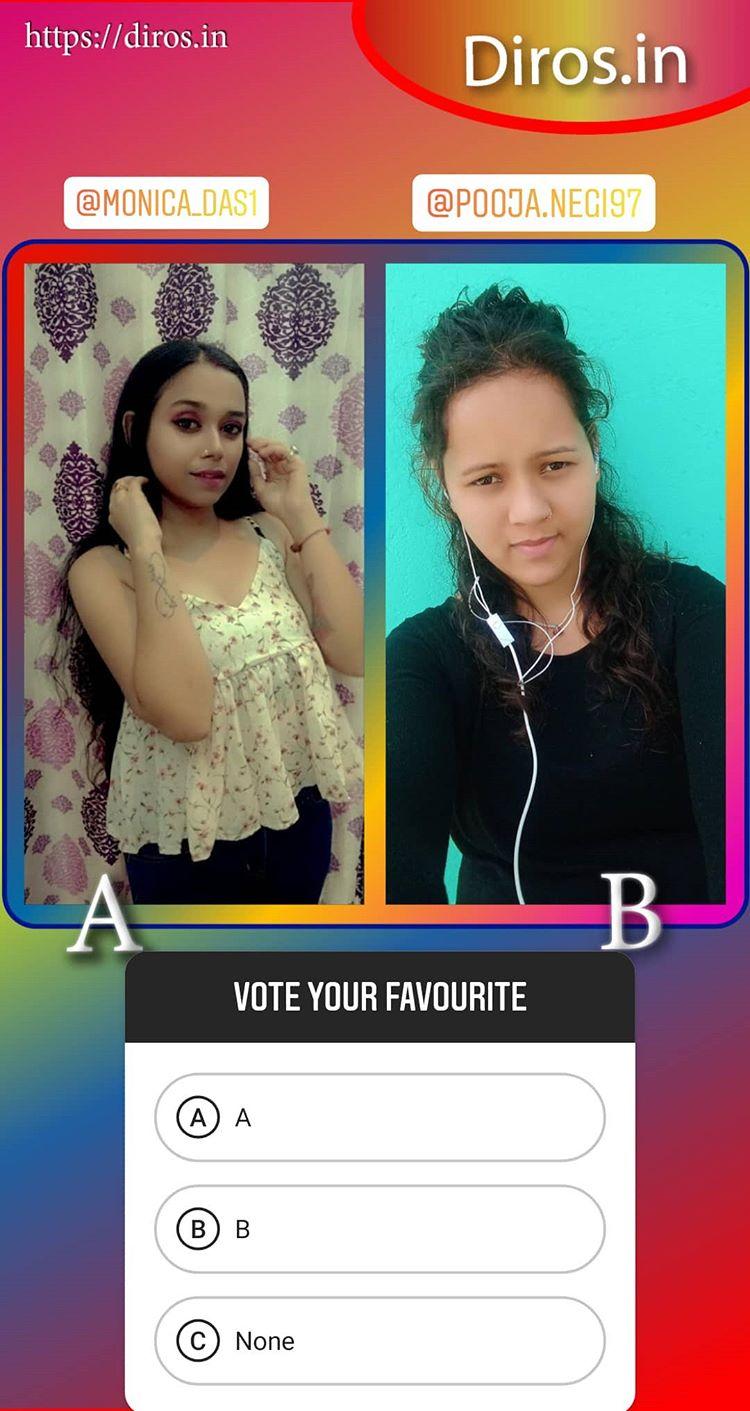 https://diros.in
Diros.in
@MONICA_DAS1
@POOJA.NEGI97
A
B
VOTE YOUR FAVOURITE
A A
B B
C None